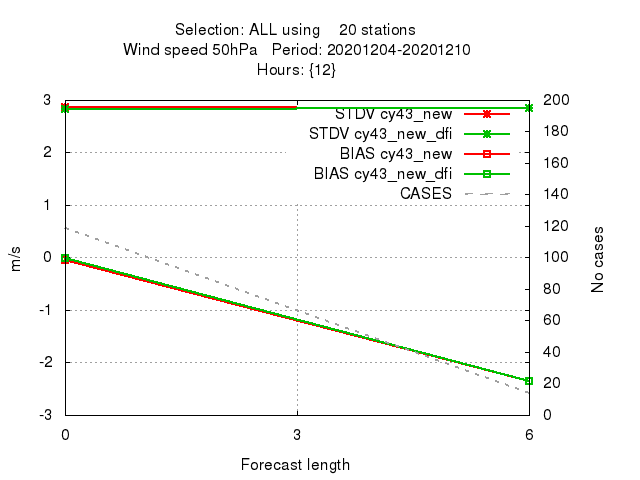 Selection: ALL using 20 stations
Wind speed 50hPa Period: 20201204-20201210
Hours: {12}
STDV cy43_new
STDV cy43_new_dfi
BIAS cy43_new
BIAS cy43_new_dfi
CASES
3
2
1
0
-1
-2
-3
m/s
200
180
160
140
120
100
80
60
40
20
0
No cases
0 3 6
Forecast length